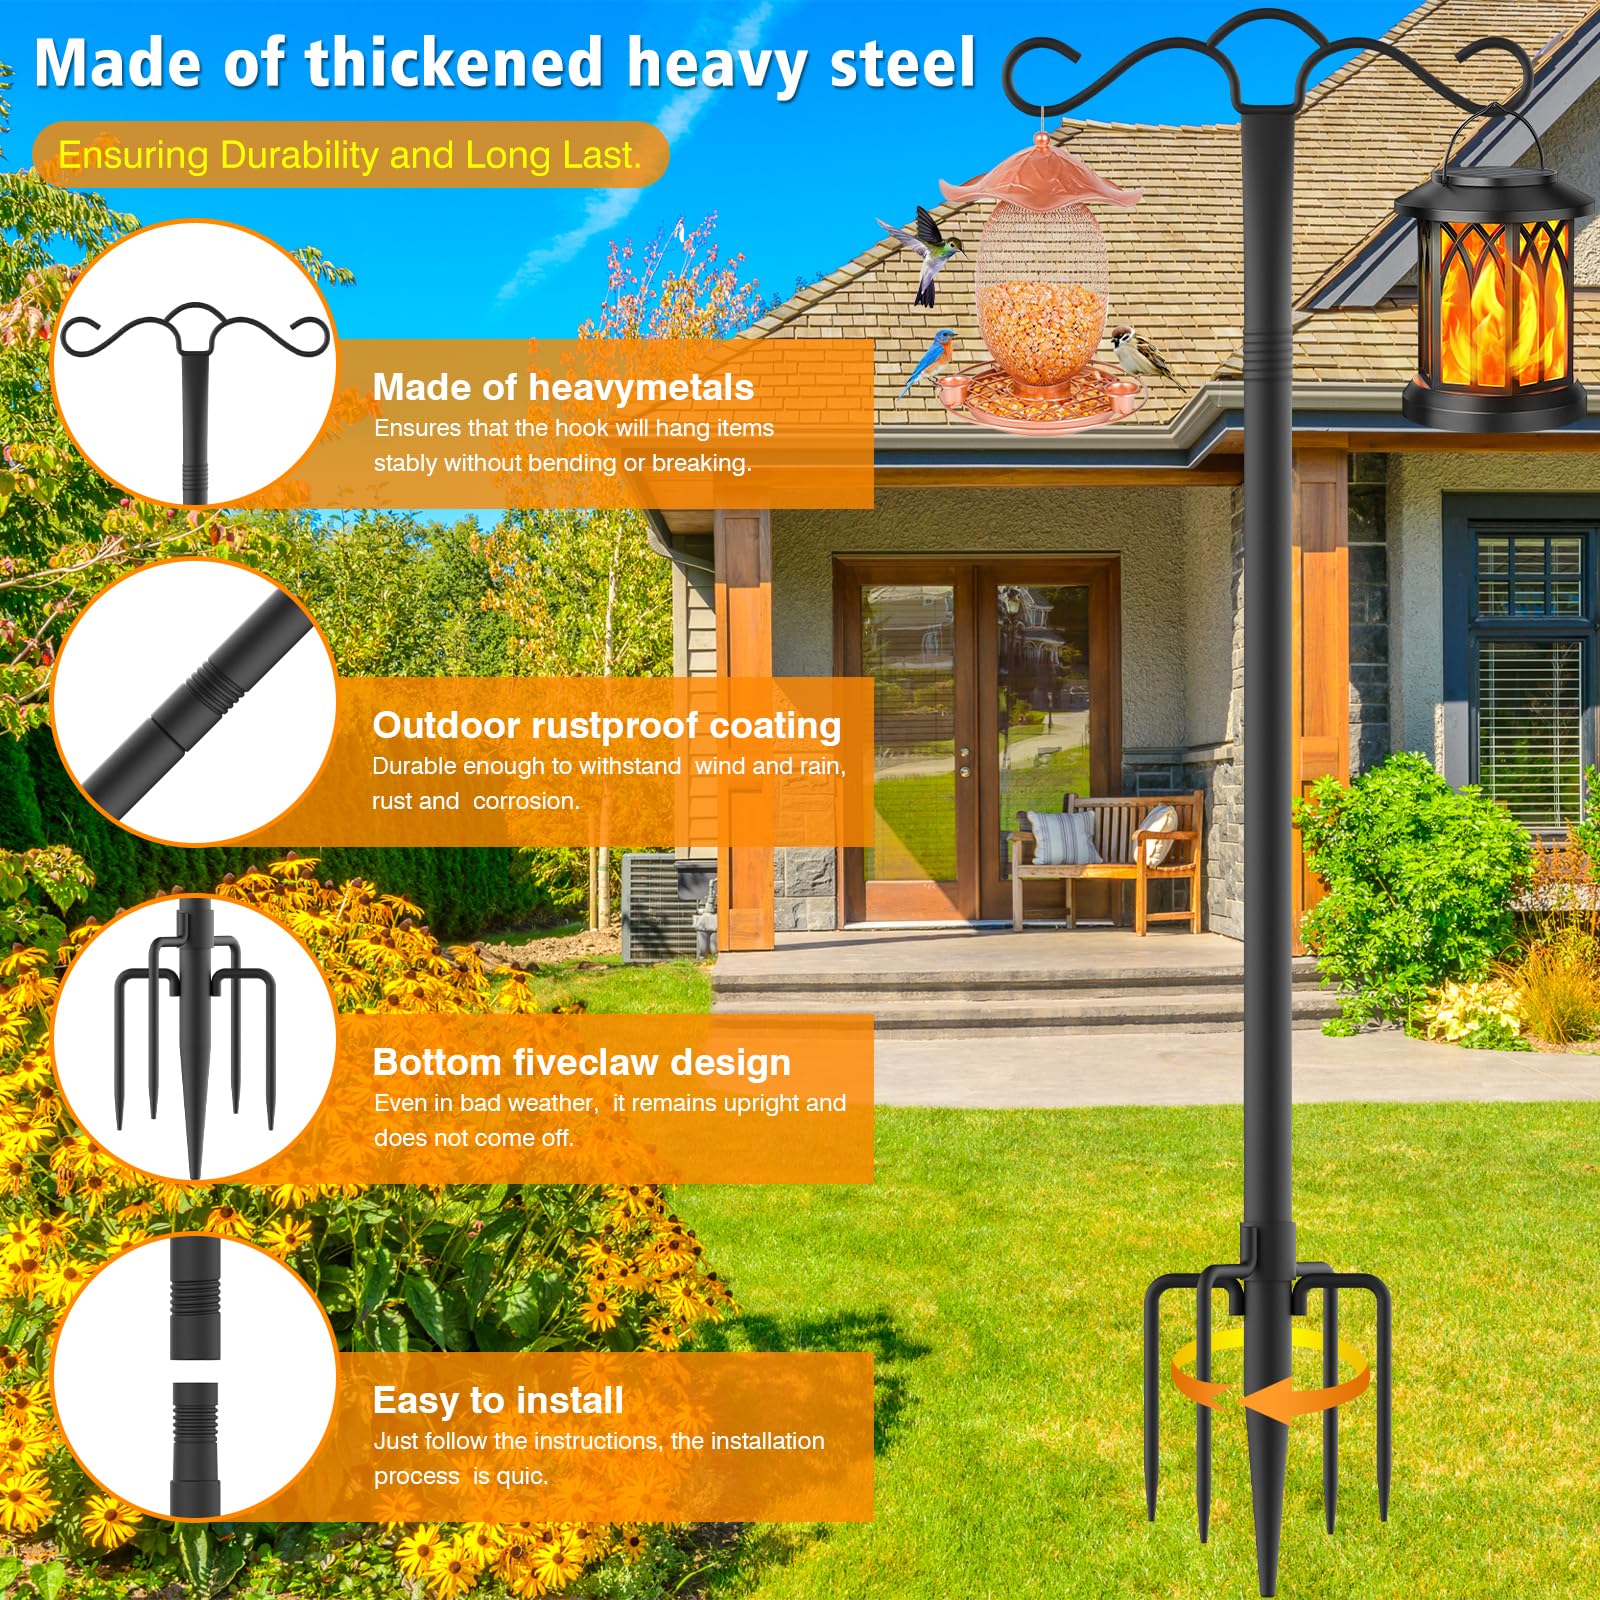 Made of thickened heavy steel
Ensuring Durability and Long Last.
Made of heavymetals
Ensures that the hook will hang items
stably without bending or breaking.
Outdoor rustproof coating
Durable enough to withstand wind and rain,
rust and corrosion.
Bottom fiveclaw design
Even in bad weather, it remains upright and
does not come off.
Easy to install
Just follow the instructions, the installation
process is quic.